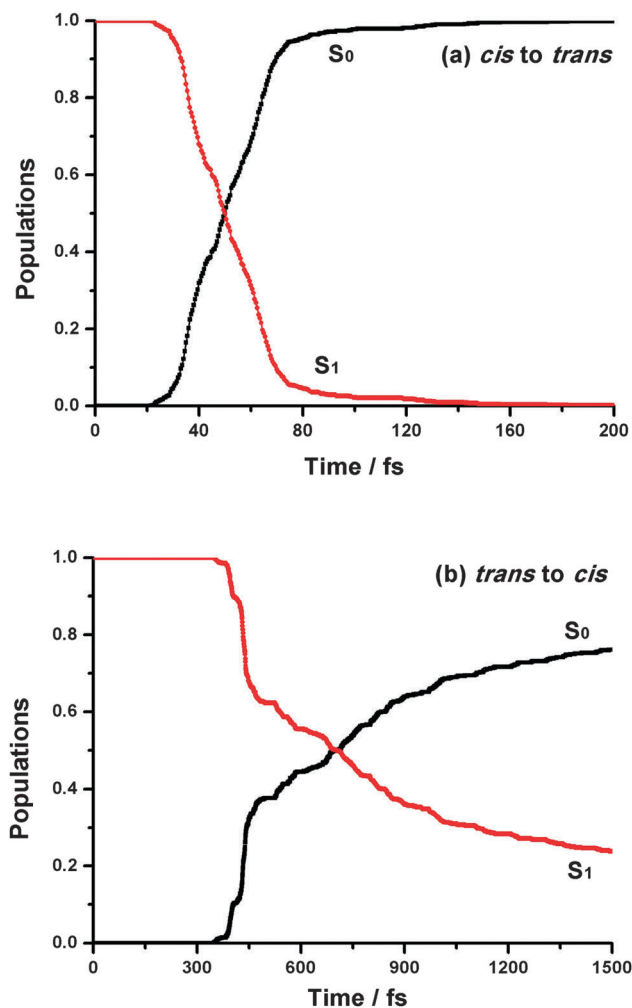 1.0
S0
(a) cis to trans
0.8
0.6
Populations
0.4
0.2
S1
0.0
0 40 80 120 160 200
Time / fs
1.0
(b) trans to cis
0.8
S0
0.6
Populations
0.4
0.2
S1
0.0
0 300 600 900 1200 1500
Time / fs